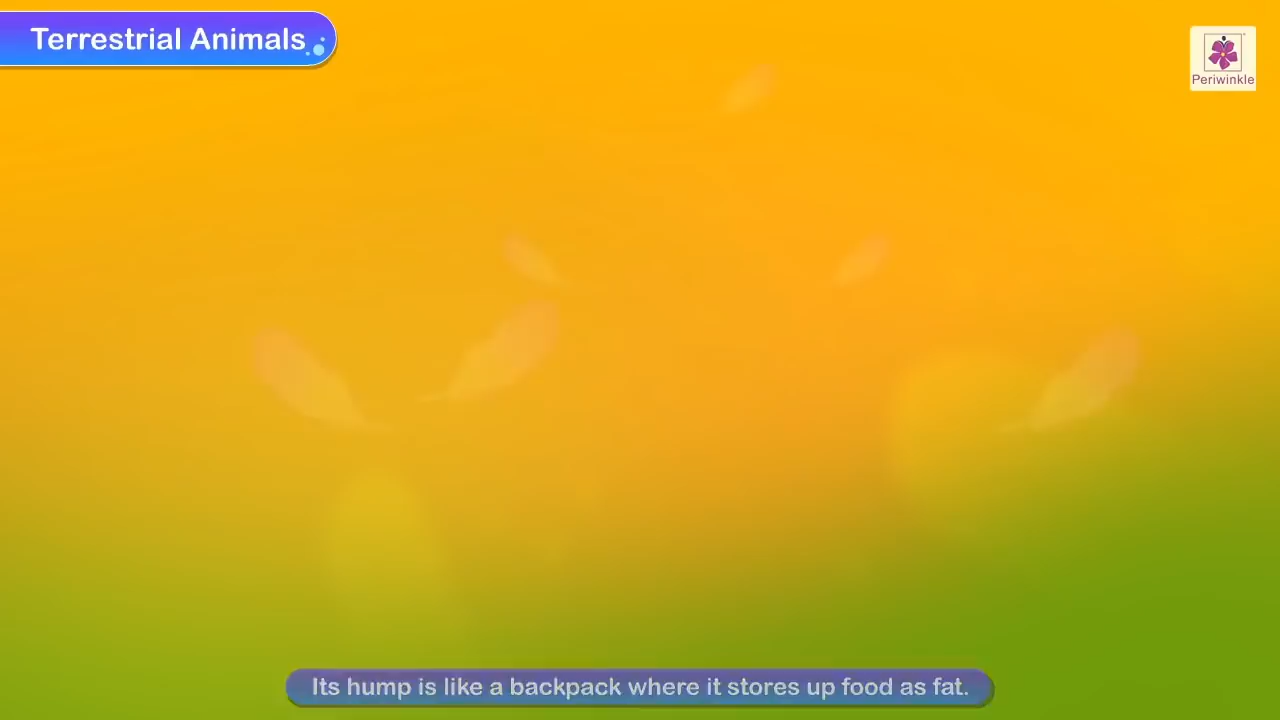 Terrestrial Animals
Periwinkle
Its hump is like a backpack where it stores up food as fat.